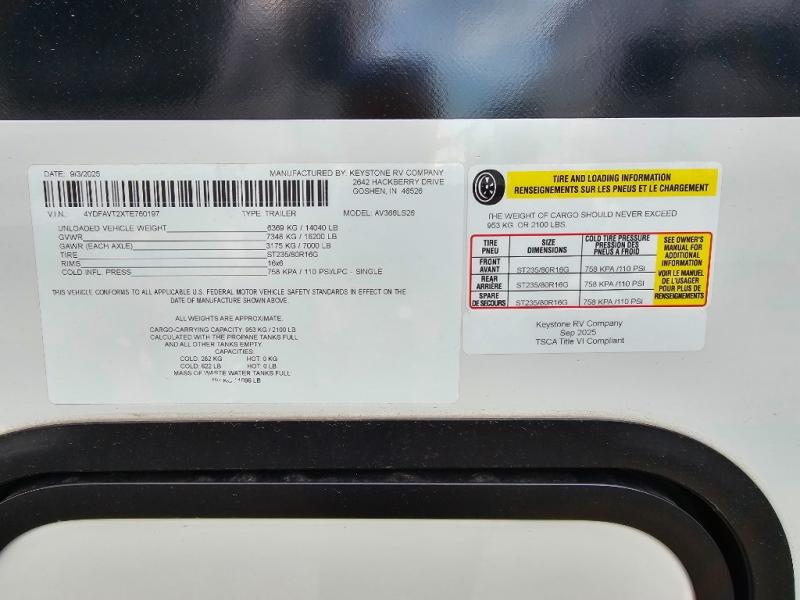 DATE: 9/3/2025
MANUFACTURED BY: KEYSTONE RV COMPANY
2642 HACKBERRY DRIVE
GOSHEN, IN 46526
V.I.N. 4YDFAVT2XTE760197 TYPE: TRAILER MODEL: AV366LS26
UNLOADED VEHICLE WEIGHT 6369 KG / 14040 LB
GVWR 7348 KG / 16200 LB
GAWR (EACH AXLE) 3175 KG / 7000 LB
TIRE ST235/80R16G
RIMS 16x6
COLD INFL. PRESS 758 KPA / 110 PSI/LPC - SINGLE
THIS VEHICLE CONFORMS TO ALL APPLICABLE U.S. FEDERAL MOTOR VEHICLE SAFETY STANDARDS IN EFFECT ON THE
DATE OF MANUFACTURE SHOWN ABOVE.
ALL WEIGHTS ARE APPROXIMATE.
CARGO-CARRYING CAPACITY: 953 KG / 2100 LB
CALCULATED WITH THE PROPANE TANKS FULL
AND ALL OTHER TANKS EMPTY.
CAPACITIES:
COLD: 282 KG HOT: 0 KG
COLD: 622 LB HOT: 0 LB
MASS OF WASTE WATER TANKS FULL:
TIRE AND LOADING INFORMATION
RENSEIGNEMENTS SUR LES PNEUS ET LE CHARGEMENT
THE WEIGHT OF CARGO SHOULD NEVER EXCEED
953 KG OR 2100 LBS.
TIRE PNEU
SIZE DIMENSIONS
COLD TIRE PRESSURE
PRESSION DES
PNEUS A FROID
FRONT AVANT ST235/80R16G 758 KPA /110 PSI
REAR ARRIÈRE ST235/80R16G 758 KPA /110 PSI
SPARE DE SECOURS ST235/80R16G 758 KPA /110 PSI
SEE OWNER'S
MANUAL FOR
ADDITIONAL
INFORMATION
VOIR LE MANUEL
DE L'USAGER
POUR PLUS DE
RENSEIGNEMENTS
Keystone RV Company
Sep 2025
TSCA Title VI Compliant